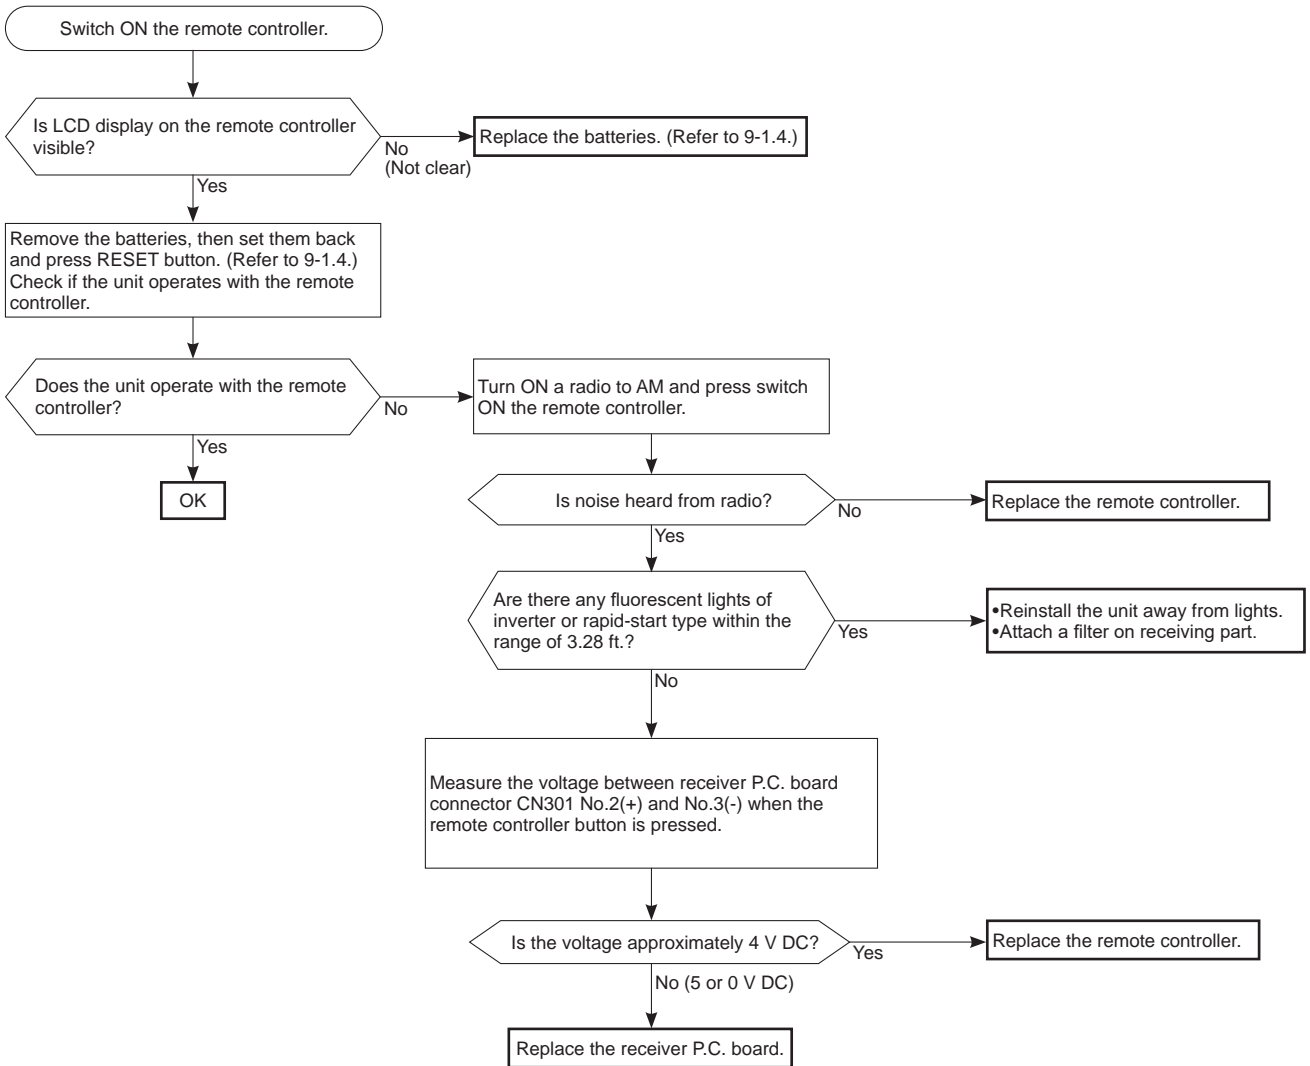 Switch ON the remote controller.
Is LCD display on the remote controller
visible?
No
(Not clear)
Replace the batteries. (Refer to 9-1.4.)
Yes
Remove the batteries, then set them back
and press RESET button. (Refer to 9-1.4.)
Check if the unit operates with the remote
controller.
Does the unit operate with the remote
controller?
No
Turn ON a radio to AM and press switch
ON the remote controller.
Yes
OK
Is noise heard from radio?
No
Replace the remote controller.
Yes
Are there any fluorescent lights of
inverter or rapid-start type within the
range of 3.28 ft.?
Yes
•Reinstall the unit away from lights.
•Attach a filter on receiving part.
No
Measure the voltage between receiver P.C. board
connector CN301 No.2(+) and No.3(-) when the
remote controller button is pressed.
Is the voltage approximately 4 V DC?
Yes
Replace the remote controller.
No (5 or 0 V DC)
Replace the receiver P.C. board.